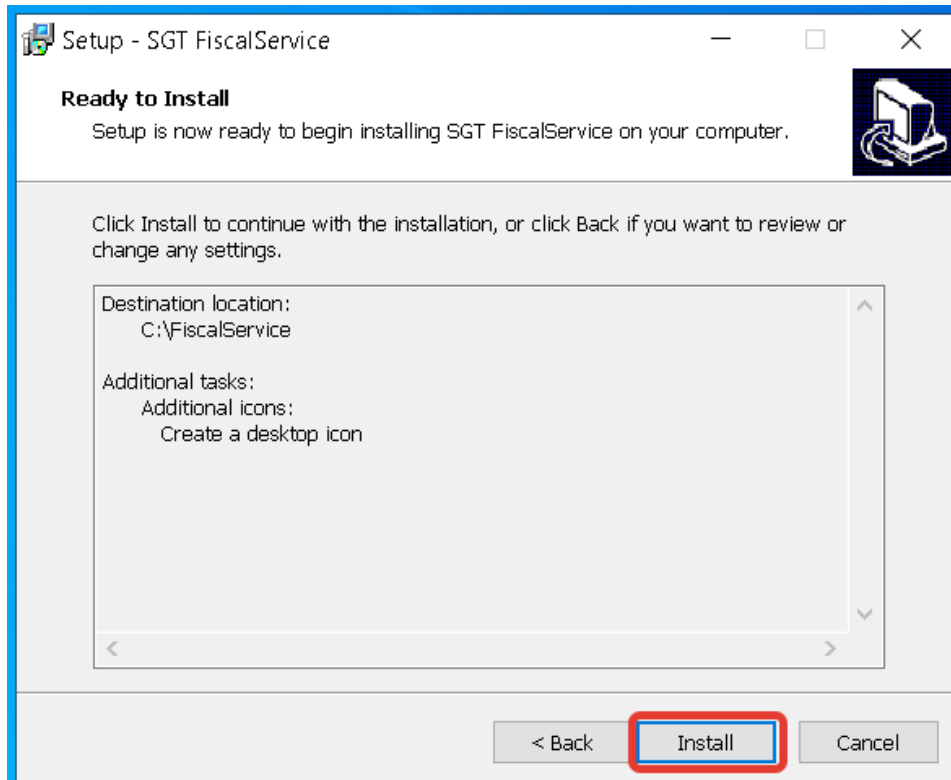 Setup - SGT FiscalService
Ready to Install
Setup is now ready to begin installing SGT FiscalService on your computer.
Click Install to continue with the installation, or click Back if you want to review or
change any settings.
Destination location:
C:\FiscalService
Additional tasks:
Additional icons:
Create a desktop icon
< Back
Install
Cancel